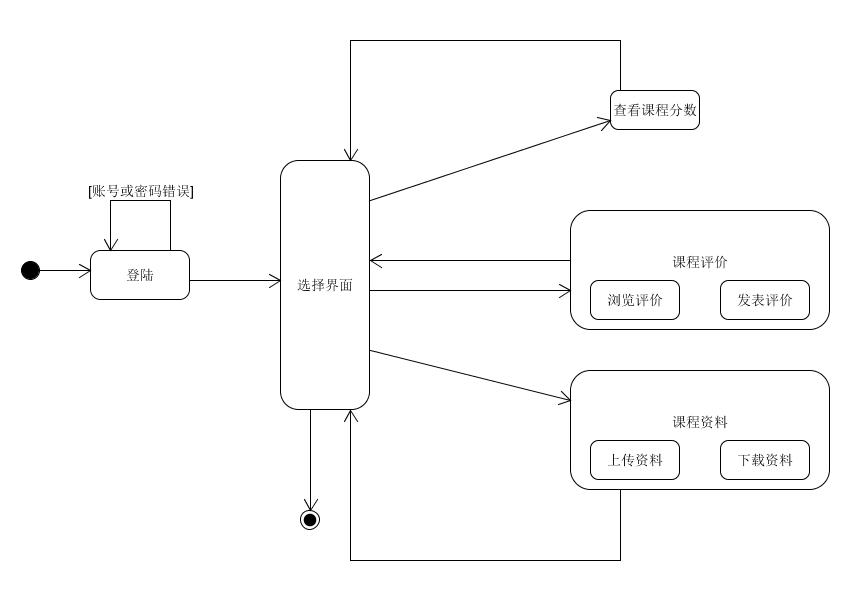 查看课程分数
[账号或密码错误]
登陆
选择界面
课程评价
浏览评价
发表评价
课程资料
上传资料
下载资料